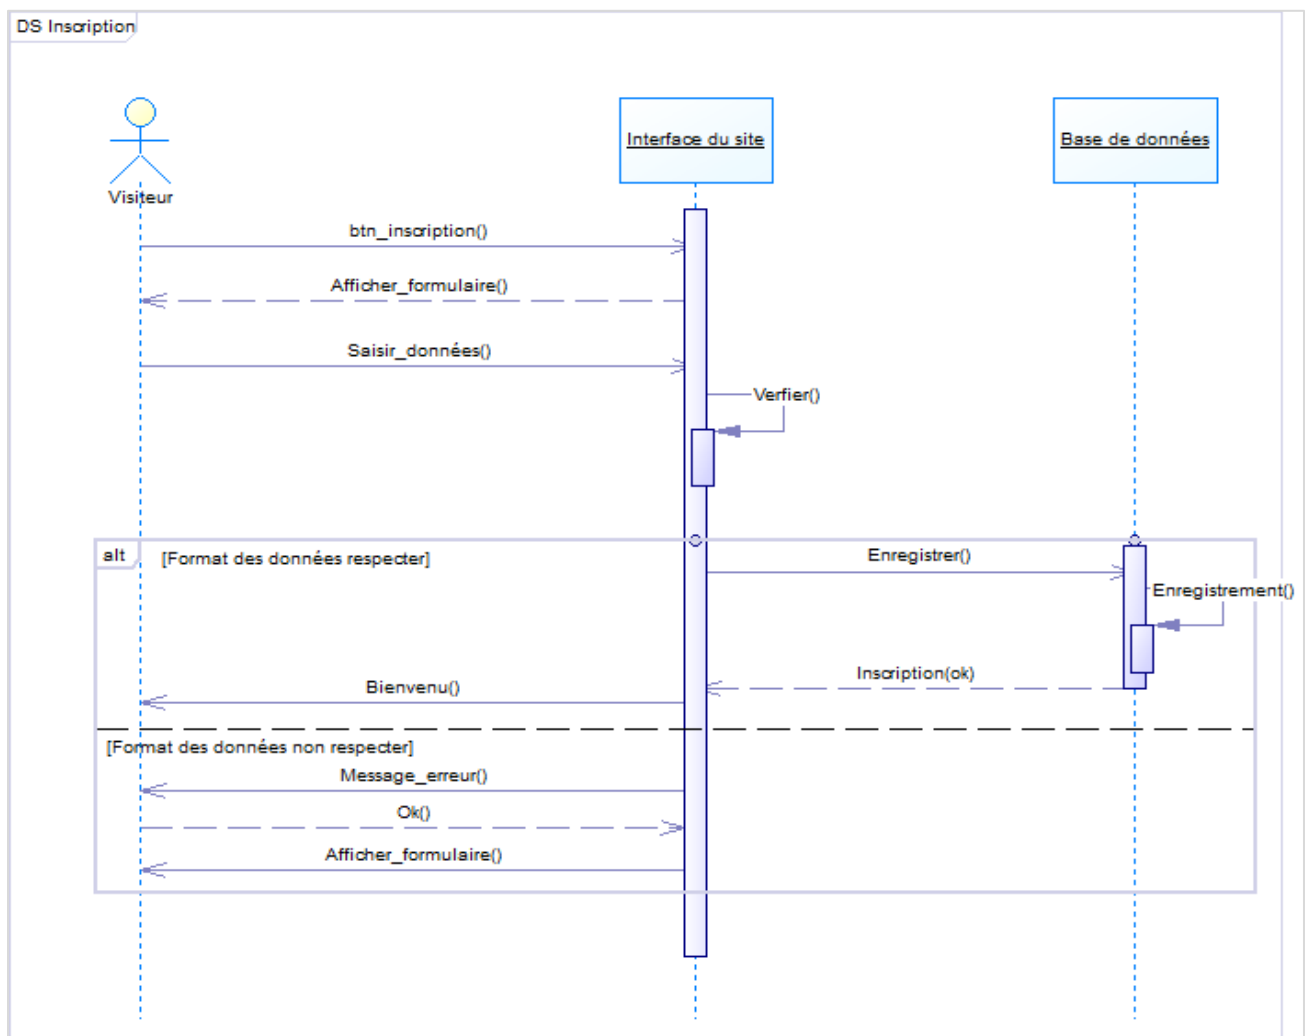 DS Inscription
Visiteur
Interface du site
Base de données
btn_inscription()
Afficher_formulaire()
Saisir_données()
Verfier()
alt
[Format des données respecter]
Enregistrer()
Enregistrement()
Inscription(ok)
Bienvenu()
[Format des données non respecter]
Message_erreur()
Ok()
Afficher_formulaire()